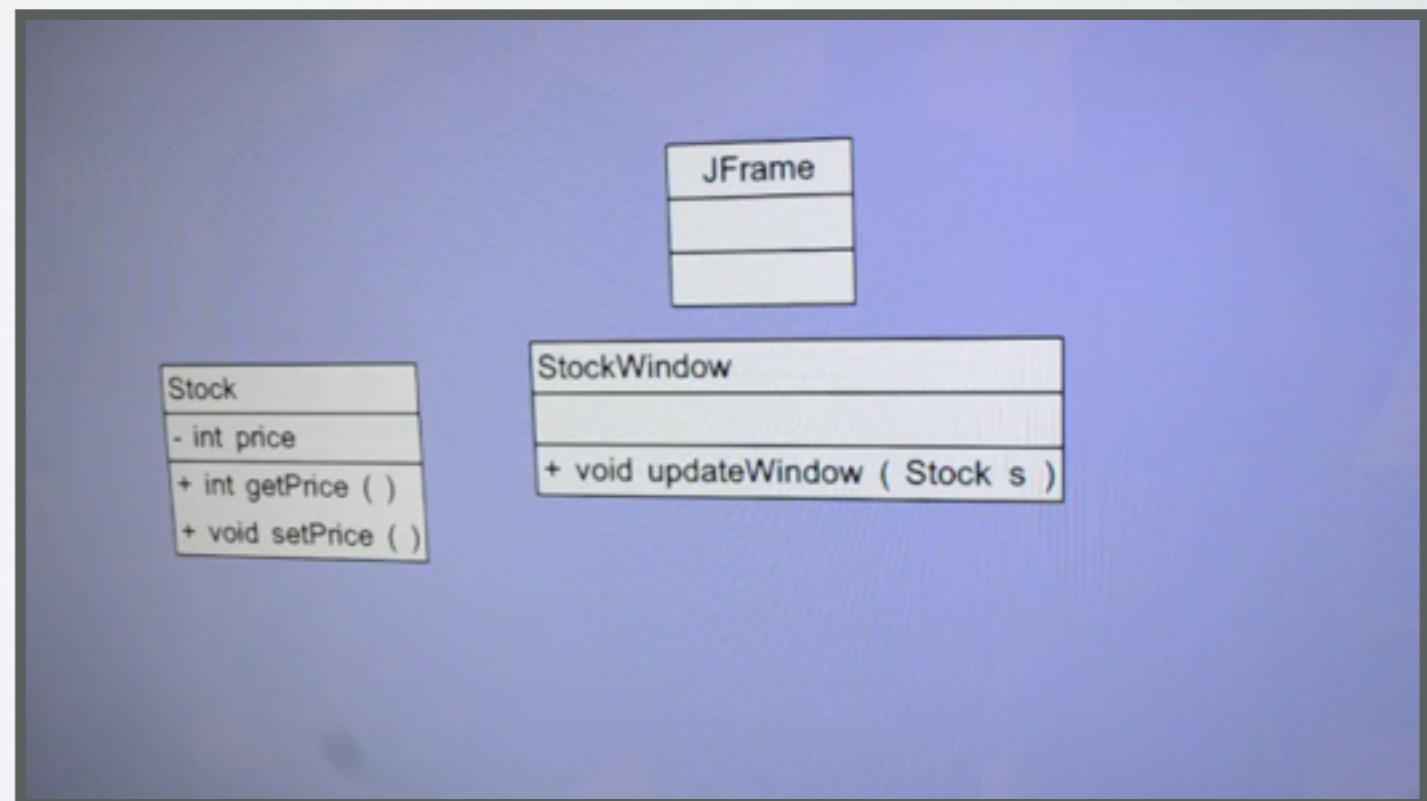 JFrame
Stock
- int price
+ int getPrice ( )
+ void setPrice ( )
StockWindow
+ void updateWindow ( Stock s )